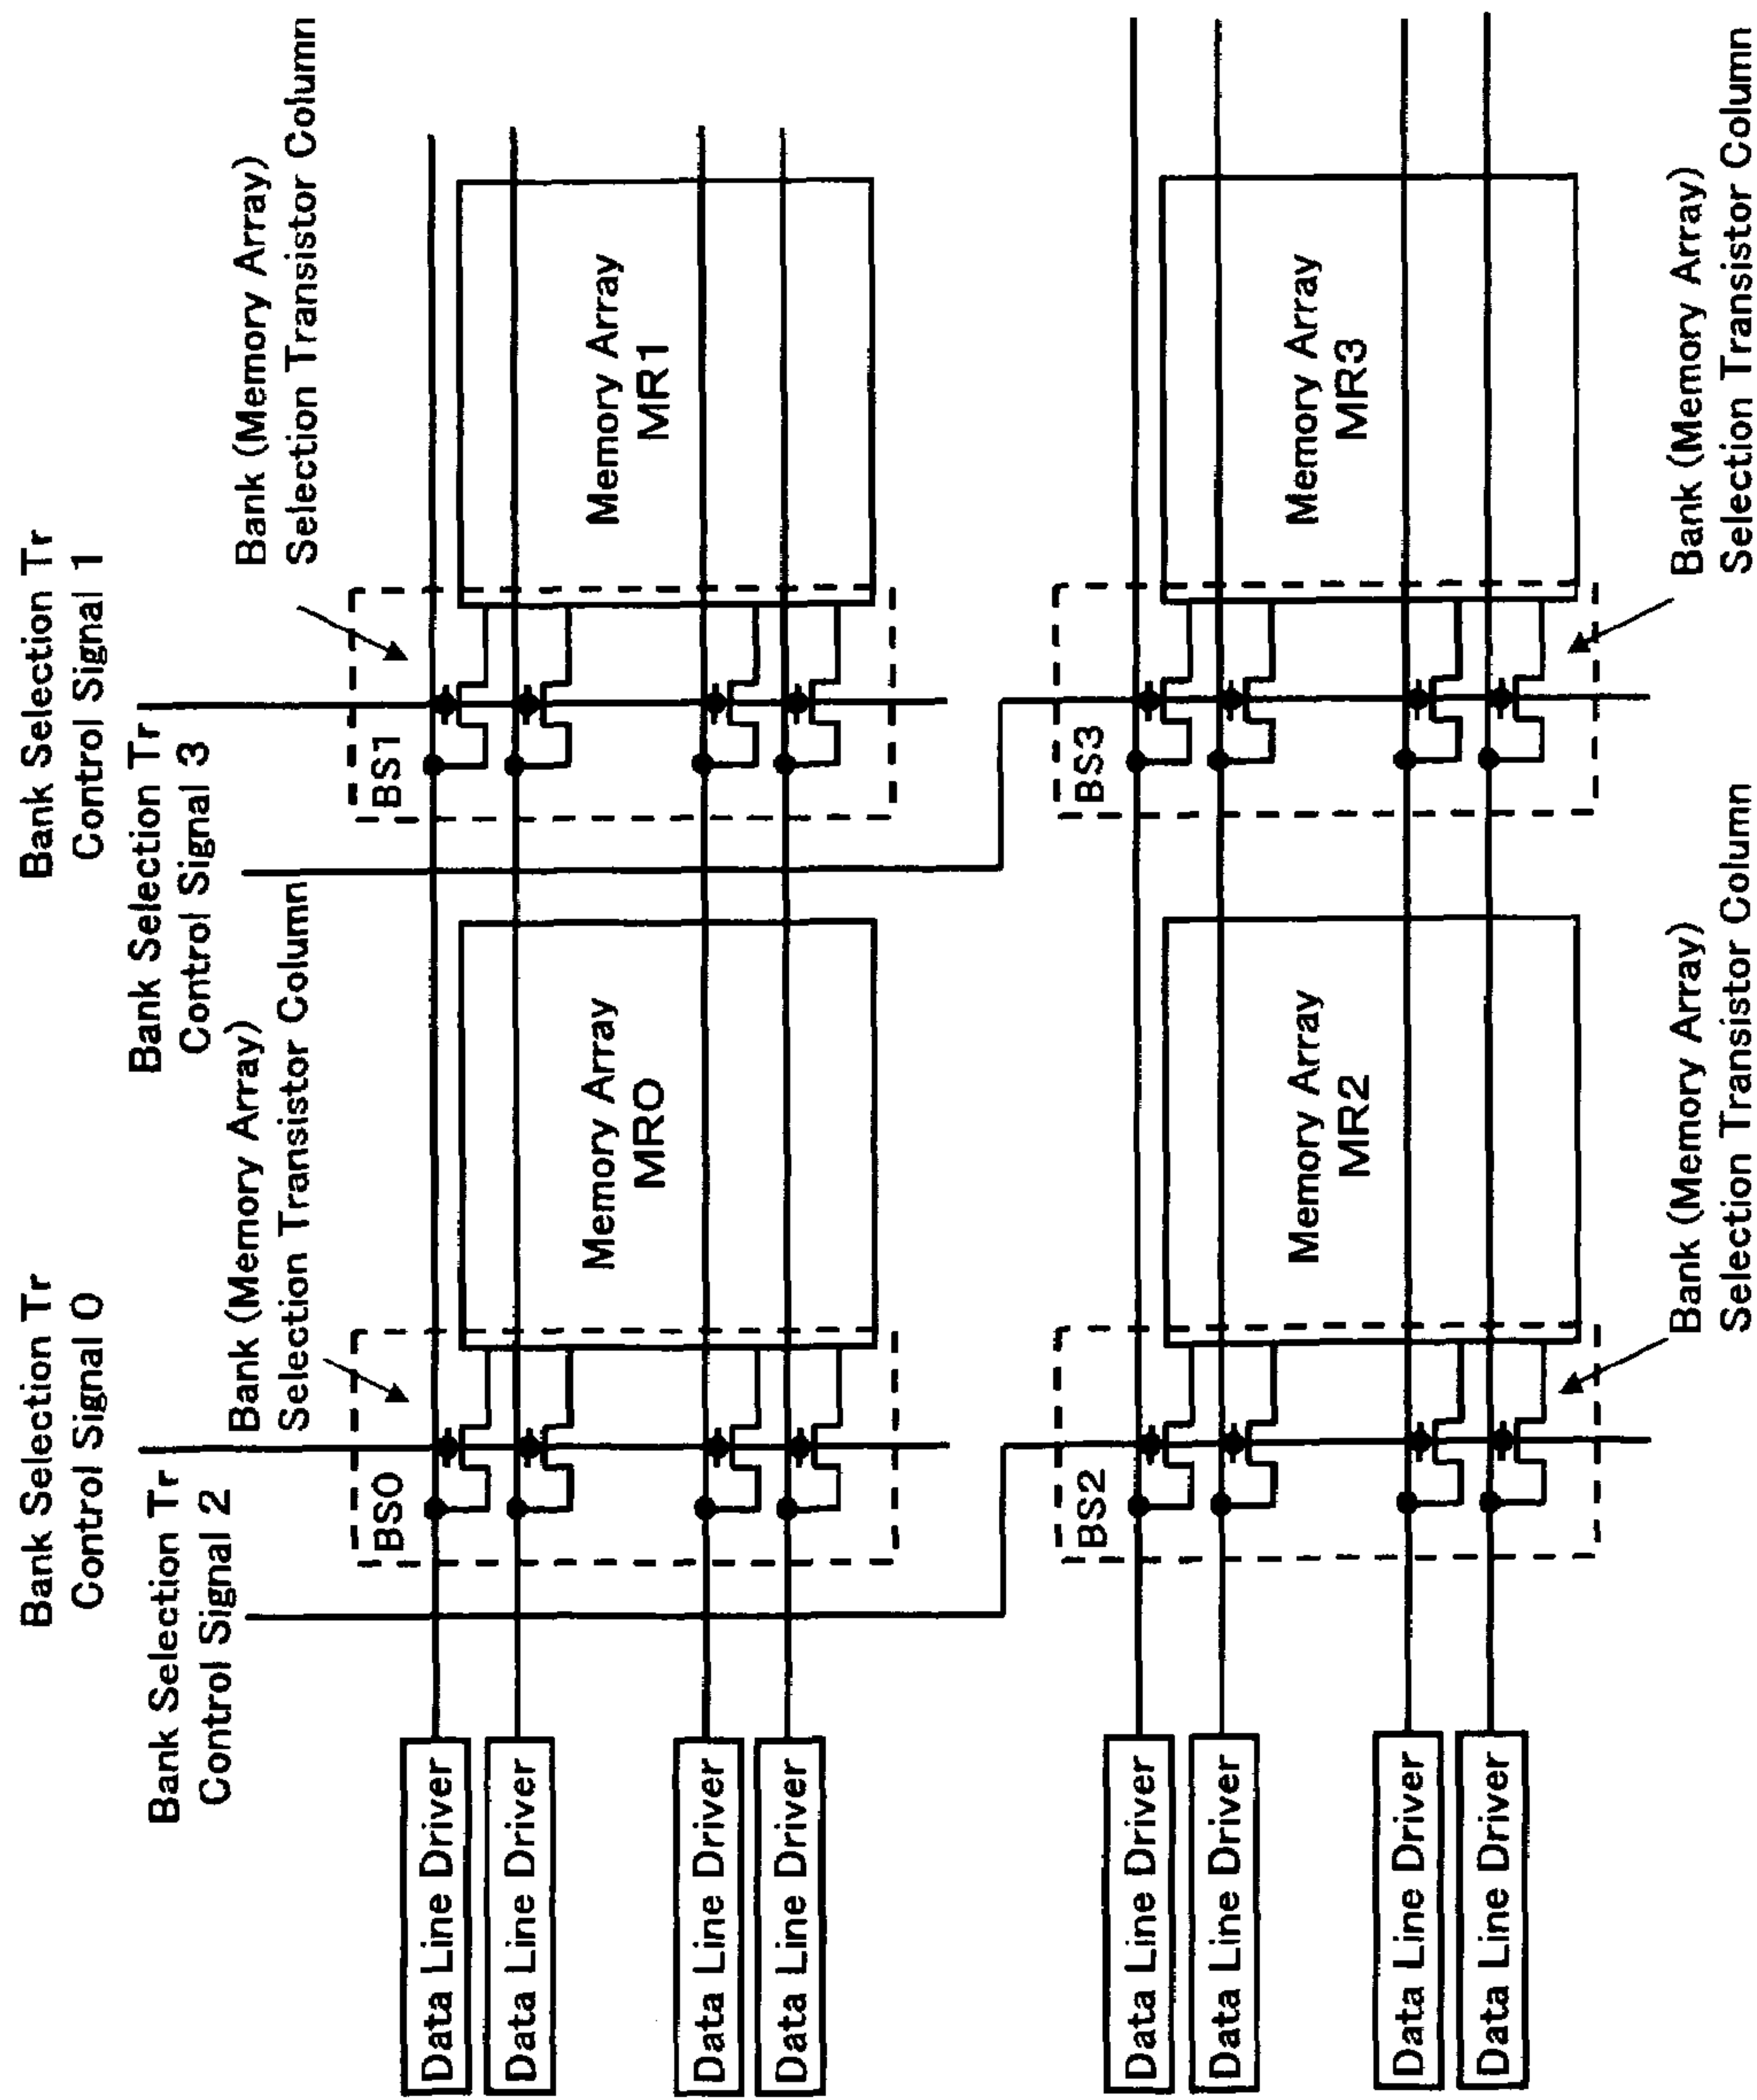 Bank Selection Tr
Control Signal 0
Bank Selection Tr
Control Signal 1
Bank Selection Tr
Control Signal 2
Bank Selection Tr
Control Signal 3
Bank (Memory Array)
Selection Transistor Column
Bank (Memory Array)
Selection Transistor Column
BS0
BS1
Data Line Driver
Data Line Driver
Data Line Driver
Data Line Driver
Memory Array
MR0
Memory Array
MR1
BS2
BS3
Data Line Driver
Data Line Driver
Data Line Driver
Data Line Driver
Memory Array
MR2
Memory Array
MR3
Bank (Memory Array)
Selection Transistor Column
Bank (Memory Array)
Selection Transistor Column